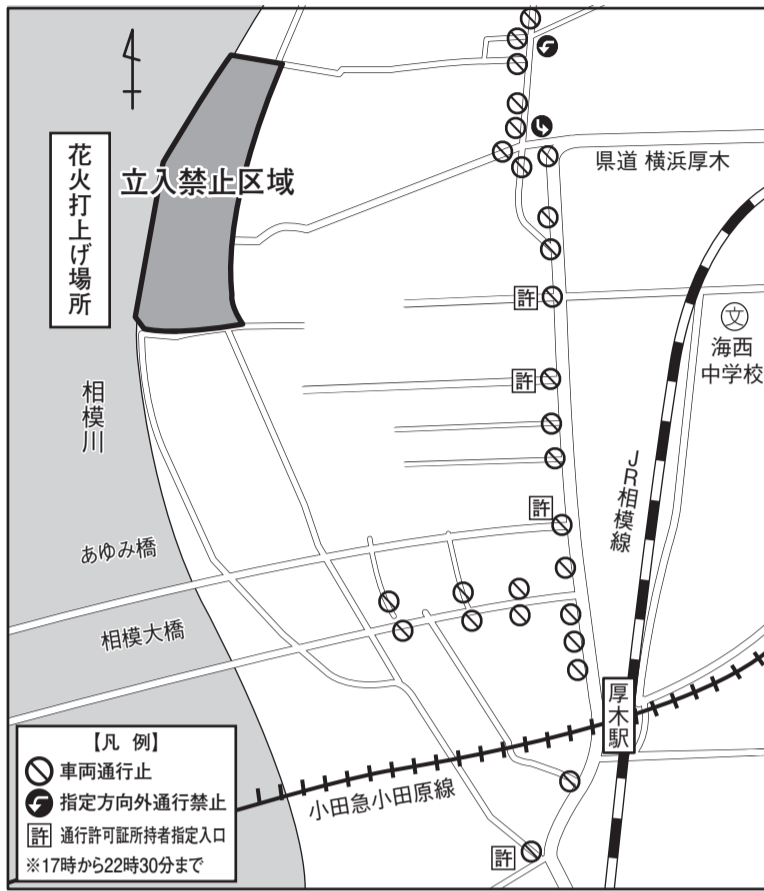 花火打上げ場所
立入禁止区域
県道 横浜厚木
許
文
海西
中学校
許
相模川
JR相模線
許
あゆみ橋
相模大橋
厚木駅
小田急小田原線
許
【凡 例】
車両通行止
指定方向外通行禁止
許 通行許可証所持者指定入口
※17時から22時30分まで